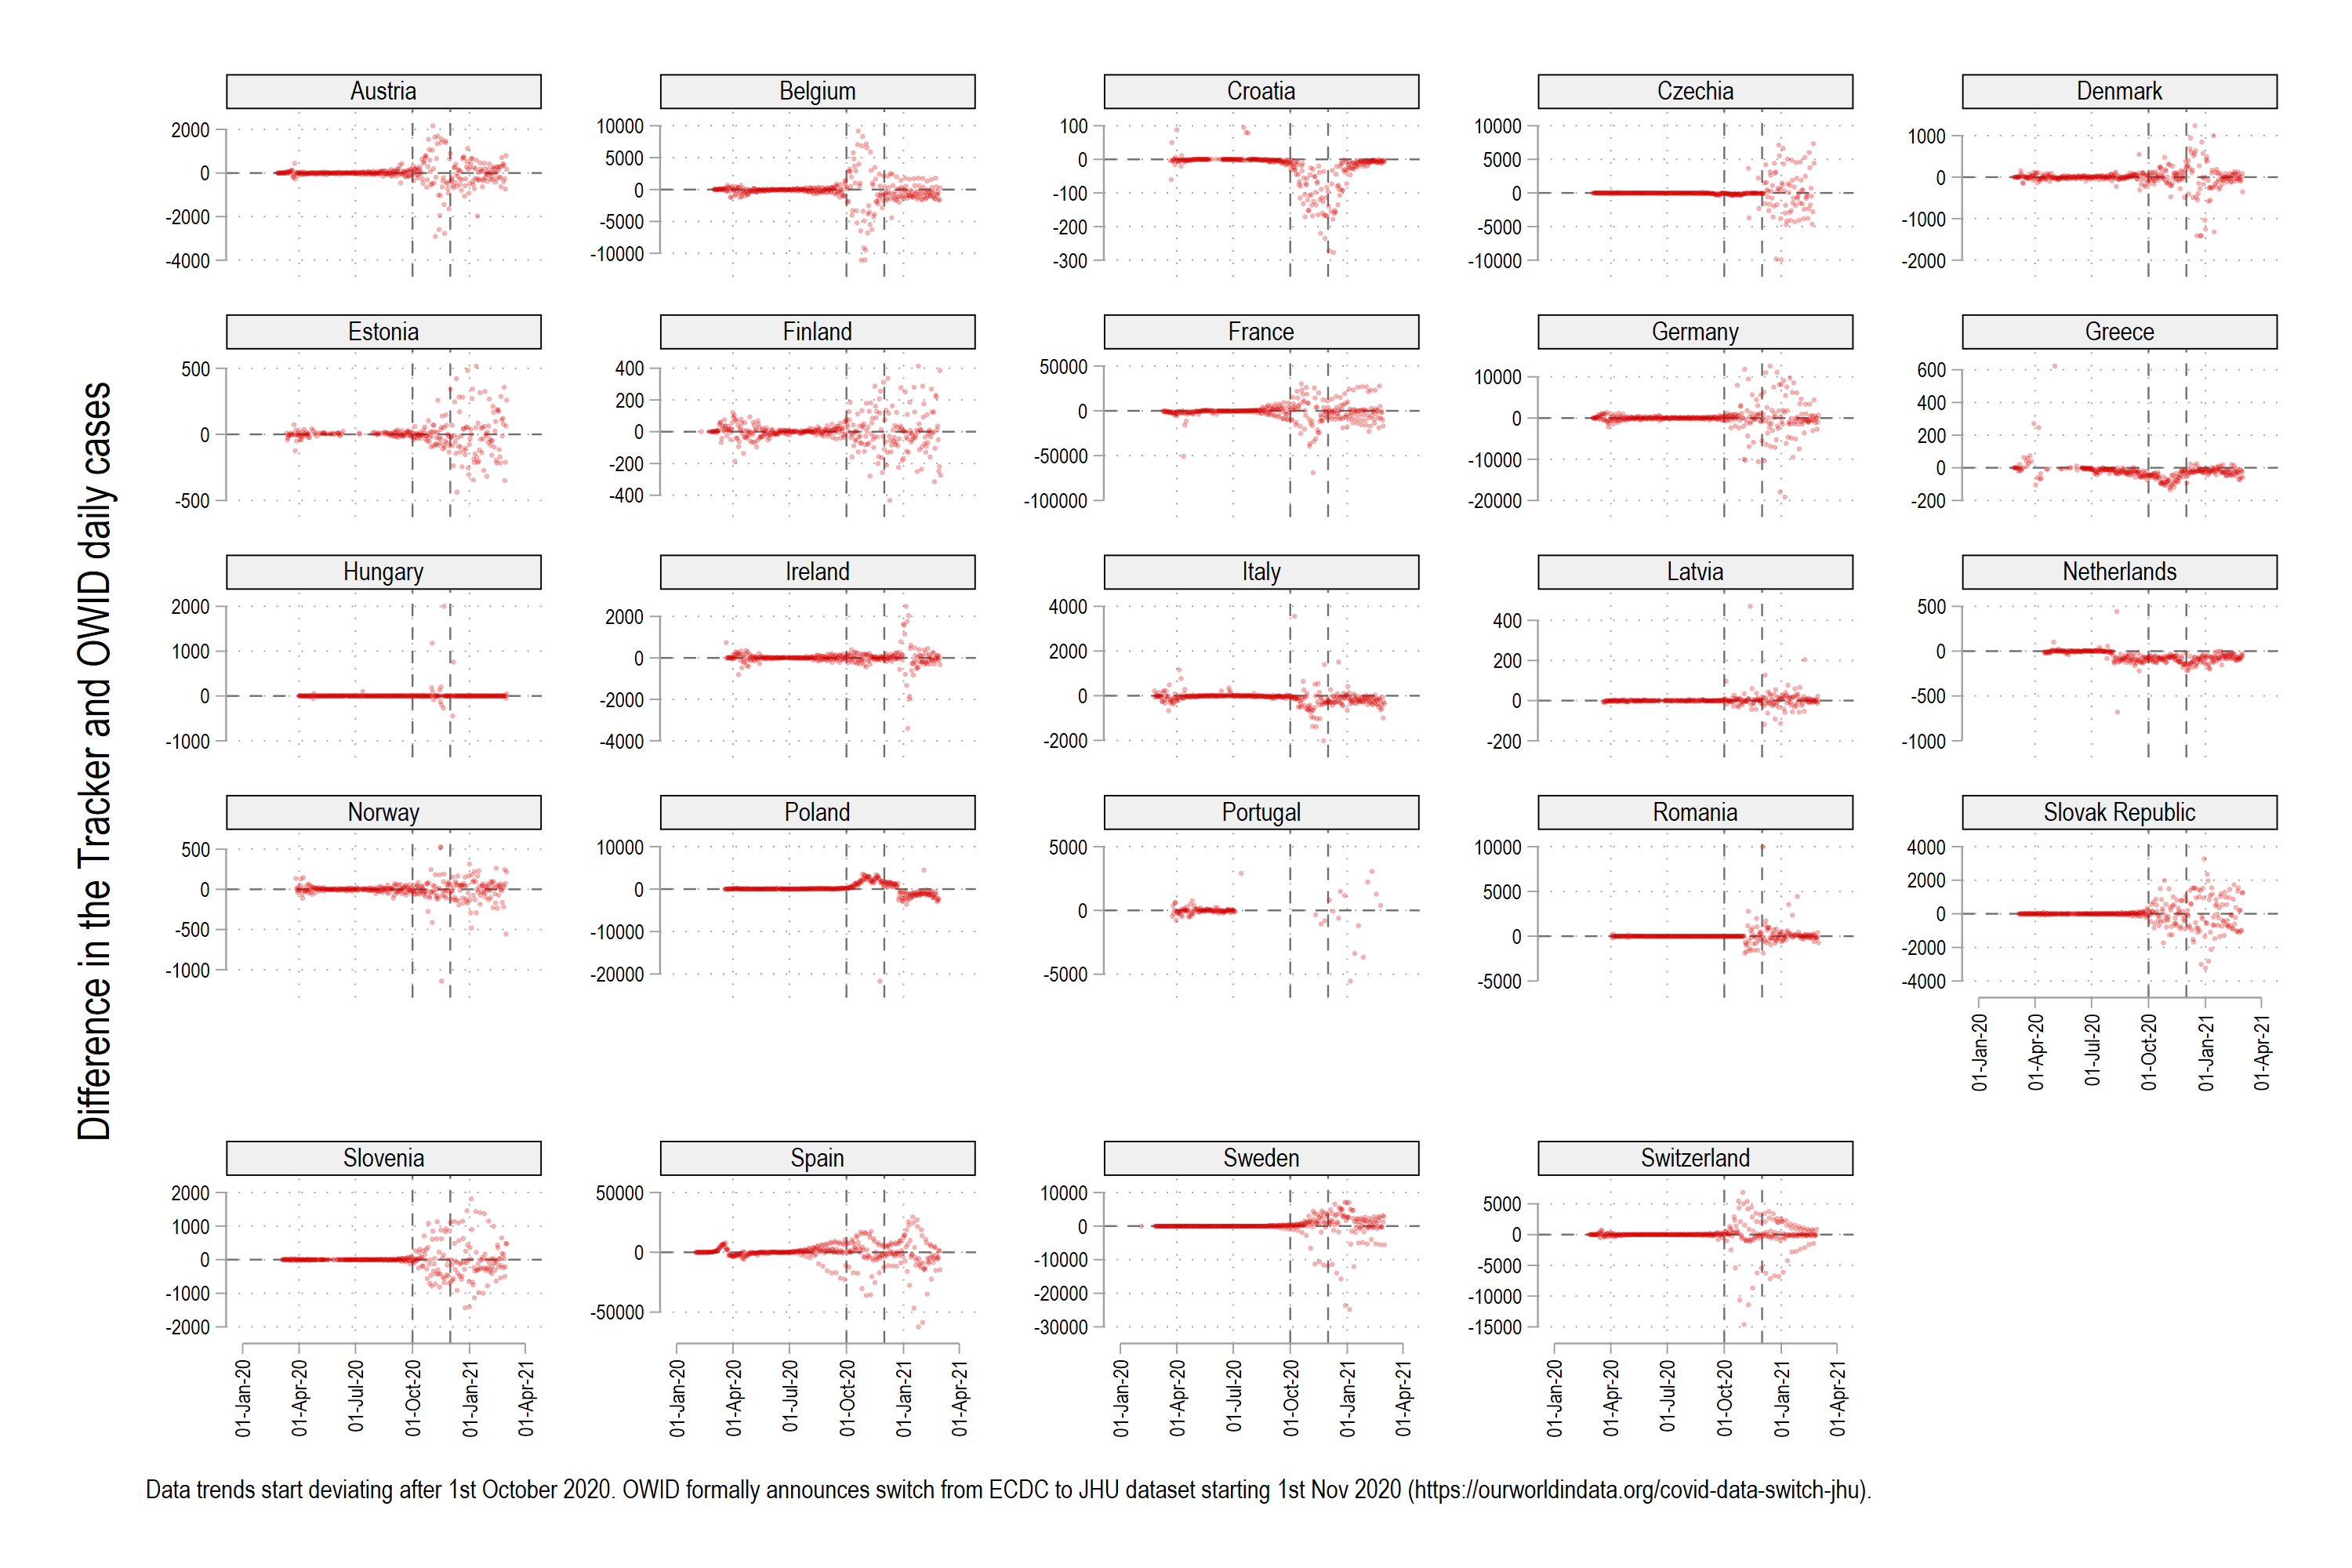 Difference in the Tracker and OWID daily cases
Austria
2000
0
-2000
-4000
Belgium
10000
5000
0
-5000
-10000
Croatia
100
0
-100
-200
-300
Czechia
10000
5000
0
-5000
-10000
Denmark
1000
0
-1000
-2000
Estonia
500
0
-500
Finland
400
200
0
-200
-400
France
50000
0
-50000
-100000
Germany
10000
0
-10000
-20000
Greece
600
400
200
0
-200
Hungary
2000
1000
0
-1000
Ireland
2000
0
-2000
-4000
Italy
4000
2000
0
-2000
Latvia
400
200
0
-200
Netherlands
500
0
-500
-1000
Norway
500
0
-500
-1000
Poland
10000
0
-10000
-20000
Portugal
5000
0
-5000
Romania
10000
5000
0
-5000
Slovak Republic
4000
2000
0
-2000
-4000
01-Jan-20
01-Apr-20
01-Jul-20
01-Oct-20
01-Jan-21
01-Apr-21
Slovenia
2000
1000
0
-1000
-2000
01-Jan-20
01-Apr-20
01-Jul-20
01-Oct-20
01-Jan-21
01-Apr-21
Spain
50000
0
-50000
01-Jan-20
01-Apr-20
01-Jul-20
01-Oct-20
01-Jan-21
01-Apr-21
Sweden
10000
0
-10000
-20000
-30000
01-Jan-20
01-Apr-20
01-Jul-20
01-Oct-20
01-Jan-21
01-Apr-21
Switzerland
5000
0
-5000
-10000
-15000
01-Jan-20
01-Apr-20
01-Jul-20
01-Oct-20
01-Jan-21
01-Apr-21
Data trends start deviating after 1st October 2020. OWID formally announces switch from ECDC to JHU dataset starting 1st Nov 2020 (https://ourworldindata.org/covid-data-switch-jhu).